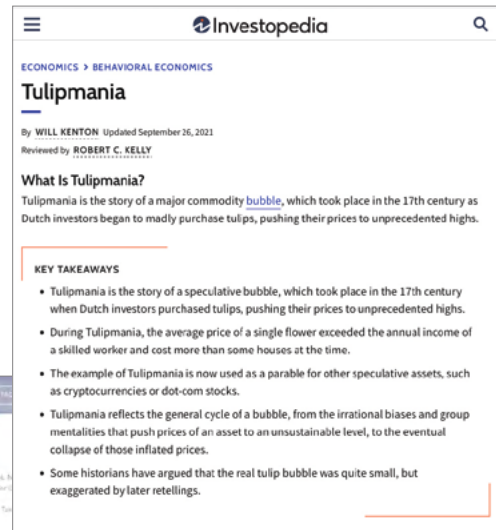 Investopedia
ECONOMICS > BEHAVIORAL ECONOMICS
Tulipmania
By WILL KENTON Updated September 26, 2021
Reviewed by ROBERT C. KELLY
What Is Tulipmania?
Tulipmania is the story of a major commodity bubble, which took place in the 17th century as
Dutch investors began to madly purchase tulips, pushing their prices to unprecedented highs.
KEY TAKEAWAYS
• Tulipmania is the story of a speculative bubble, which took place in the 17th century
when Dutch investors purchased tulips, pushing their prices to unprecedented highs.
• During Tulipmania, the average price of a single flower exceeded the annual income of
a skilled worker and cost more than some houses at the time.
• The example of Tulipmania is now used as a parable for other speculative assets, such
as cryptocurrencies or dot-com stocks.
• Tulipmania reflects the general cycle of a bubble, from the irrational biases and group
mentalities that push prices of an asset to an unsustainable level, to the eventual
collapse of those inflated prices.
• Some historians have argued that the real tulip bubble was quite small, but
exaggerated by later retellings.